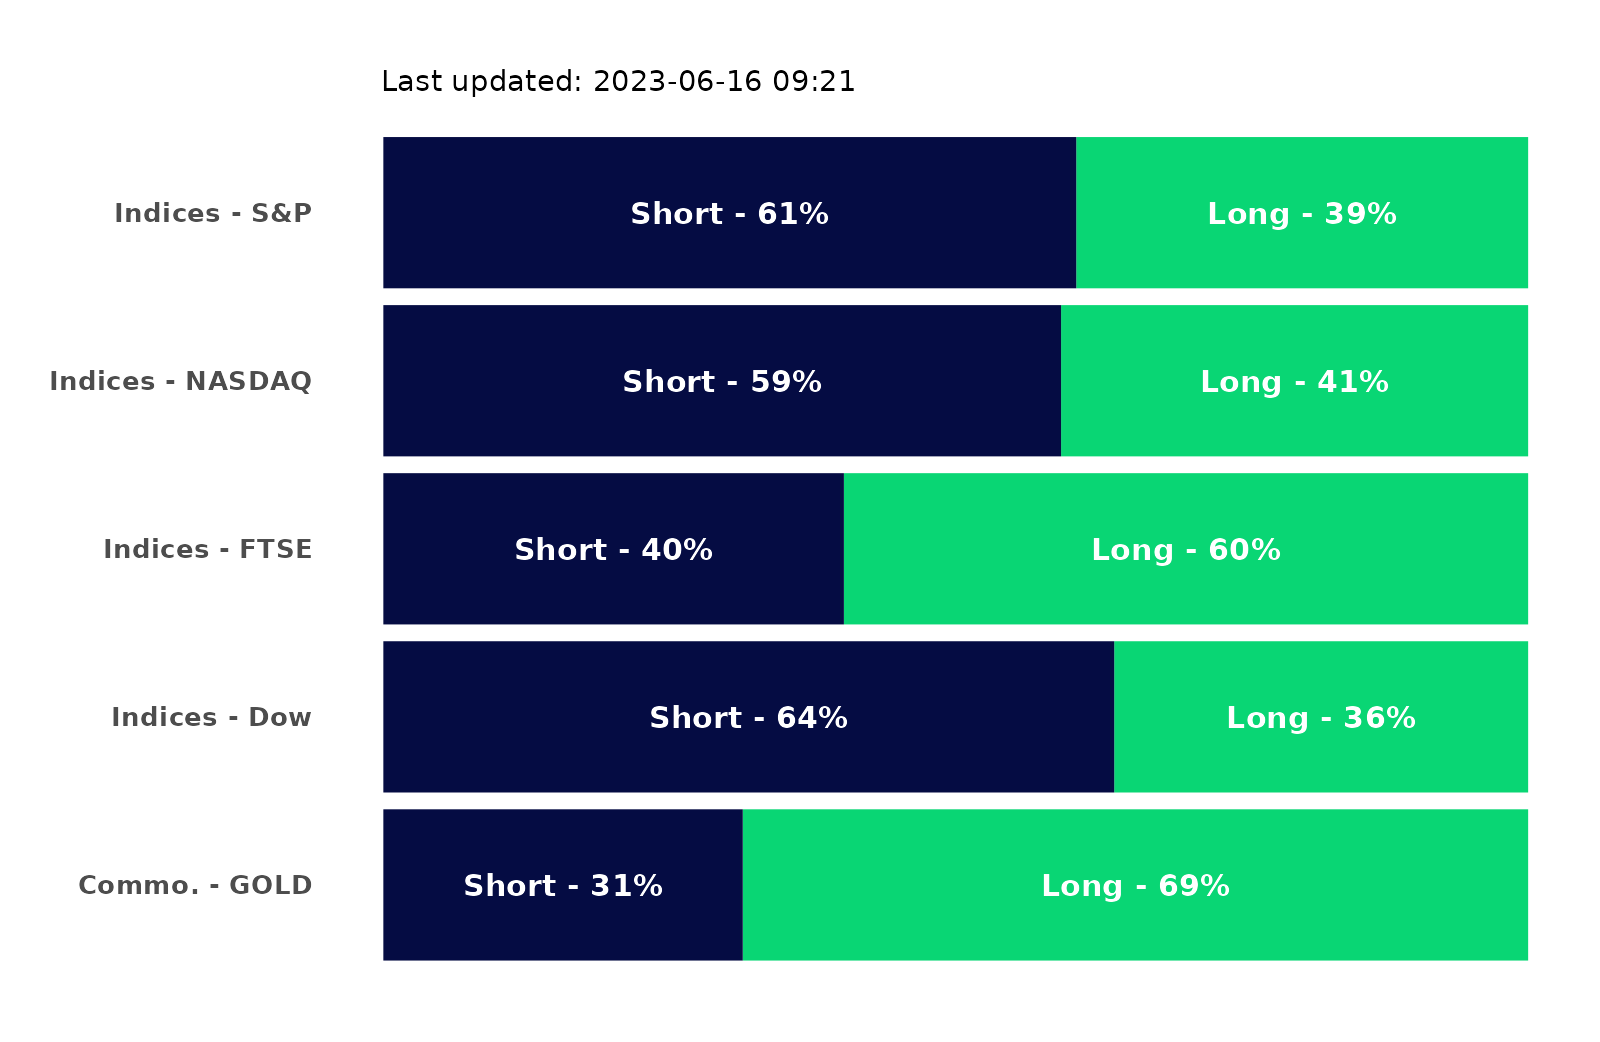 Last updated: 2023-06-16 09:21
Indices - S&P Short - 61% Long - 39%
Indices - NASDAQ Short - 59% Long - 41%
Indices - FTSE Short - 40% Long - 60%
Indices - Dow Short - 64% Long - 36%
Commo. - GOLD Short - 31% Long - 69%